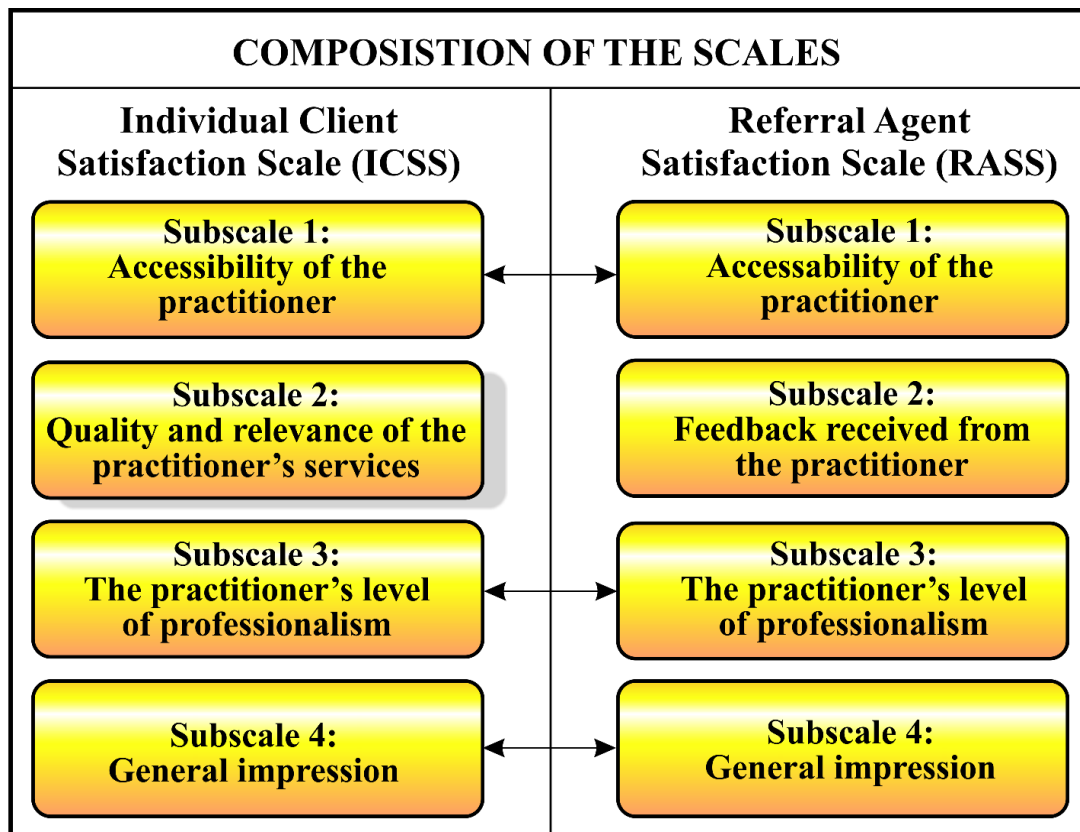 COMPOSISTION OF THE SCALES
Individual Client
Satisfaction Scale (ICSS)
Subscale 1:
Accessibility of the
practitioner
Subscale 2:
Quality and relevance of the
practitioner’s services
Subscale 3:
The practitioner’s level
of professionalism
Subscale 4:
General impression
Referral Agent
Satisfaction Scale (RASS)
Subscale 1:
Accessability of the
practitioner
Subscale 2:
Feedback received from
the practitioner
Subscale 3:
The practitioner’s level
of professionalism
Subscale 4:
General impression